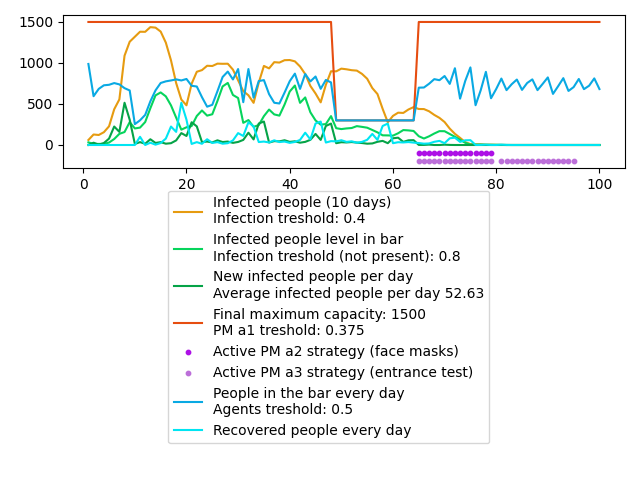 1500
1000
500
0
0
20
40
60
80
100
Infected people (10 days)
Infection treshold: 0.4
Infected people level in bar
Infection treshold (not present): 0.8
New infected people per day
Average infected people per day 52.63
Final maximum capacity: 1500
PM a1 treshold: 0.375
Active PM a2 strategy (face masks)
Active PM a3 strategy (entrance test)
People in the bar every day
Agents treshold: 0.5
Recovered people every day